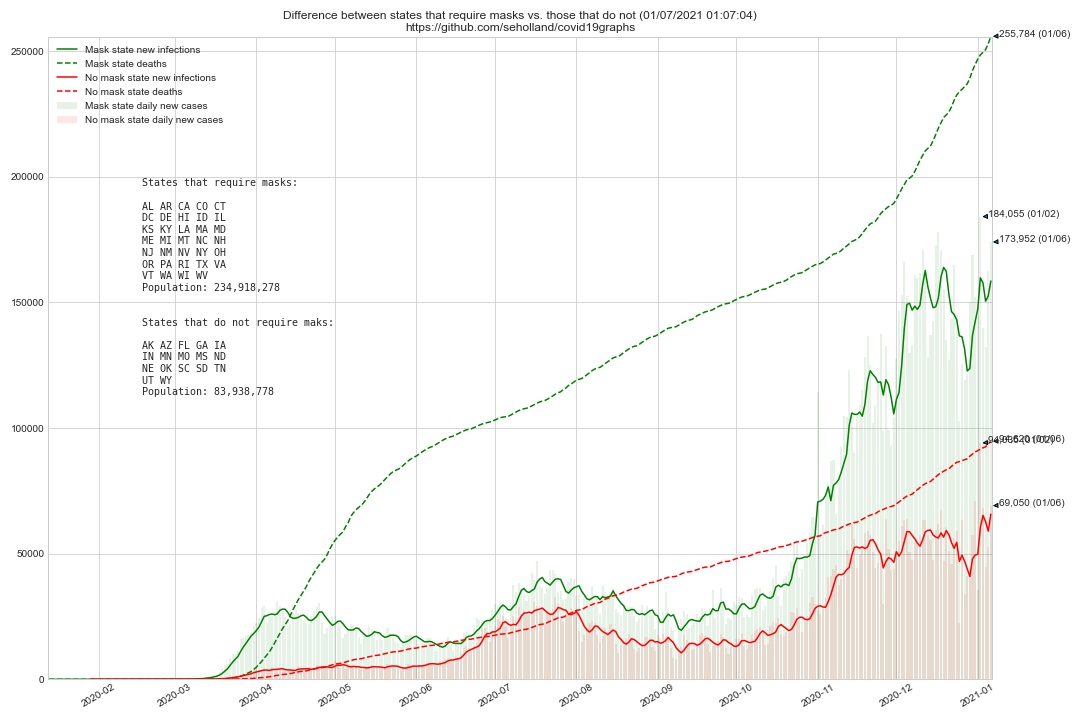 Difference between states that require masks vs. those that do not (01/07/2021 01:07:04)
https://github.com/seholland/covid19graphs
Mask state new infections
Mask state deaths
No mask state new infections
No mask state deaths
Mask state daily new cases
No mask state daily new cases
States that require masks:
AL AR CA CO CT
DC DE HI ID IL
KS KY LA MA MD
ME MI MT NC NH
NJ NM NV NY OH
OR PA RI TX VA
VT WA WI WV
Population: 234,918,278
States that do not require maks:
AK AZ FL GA IA
IN MN MO MS ND
NE OK SC SD TN
UT WY
Population: 83,938,778
250000
200000
150000
100000
50000
0
255,784 (01/06)
184,055 (01/02)
173,952 (01/06)
(01/06)
69,050 (01/06)
2020-02
2020-03
2020-04
2020-05
2020-06
2020-07
2020-08
2020-09
2020-10
2020-11
2020-12
2021-01